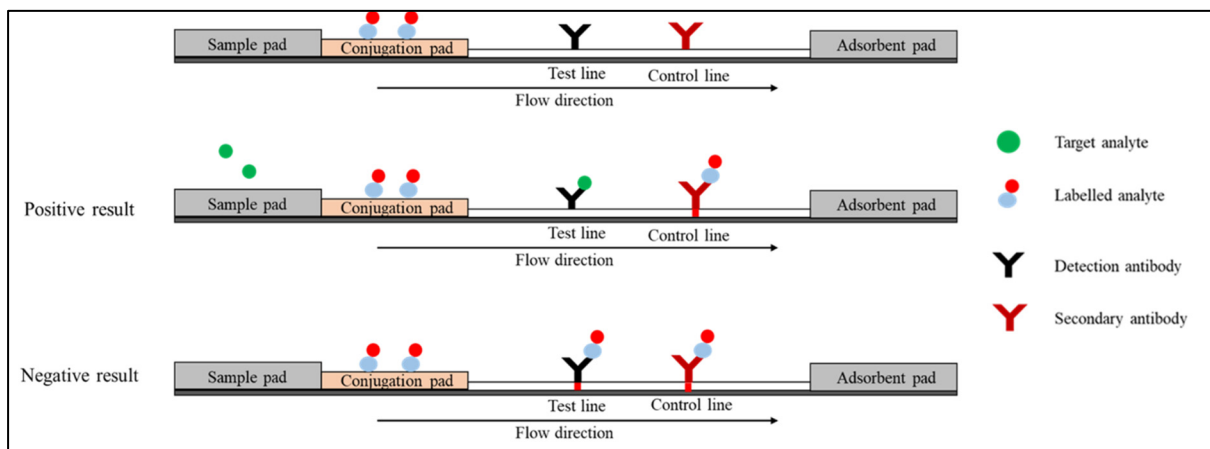 Sample pad
Conjugation pad
Adsorbent pad
Test line
Control line
Flow direction
Positive result
Sample pad
Conjugation pad
Adsorbent pad
Test line
Control line
Flow direction
Negative result
Sample pad
Conjugation pad
Adsorbent pad
Test line
Control line
Flow direction
Target analyte
Labelled analyte
Detection antibody
Secondary antibody